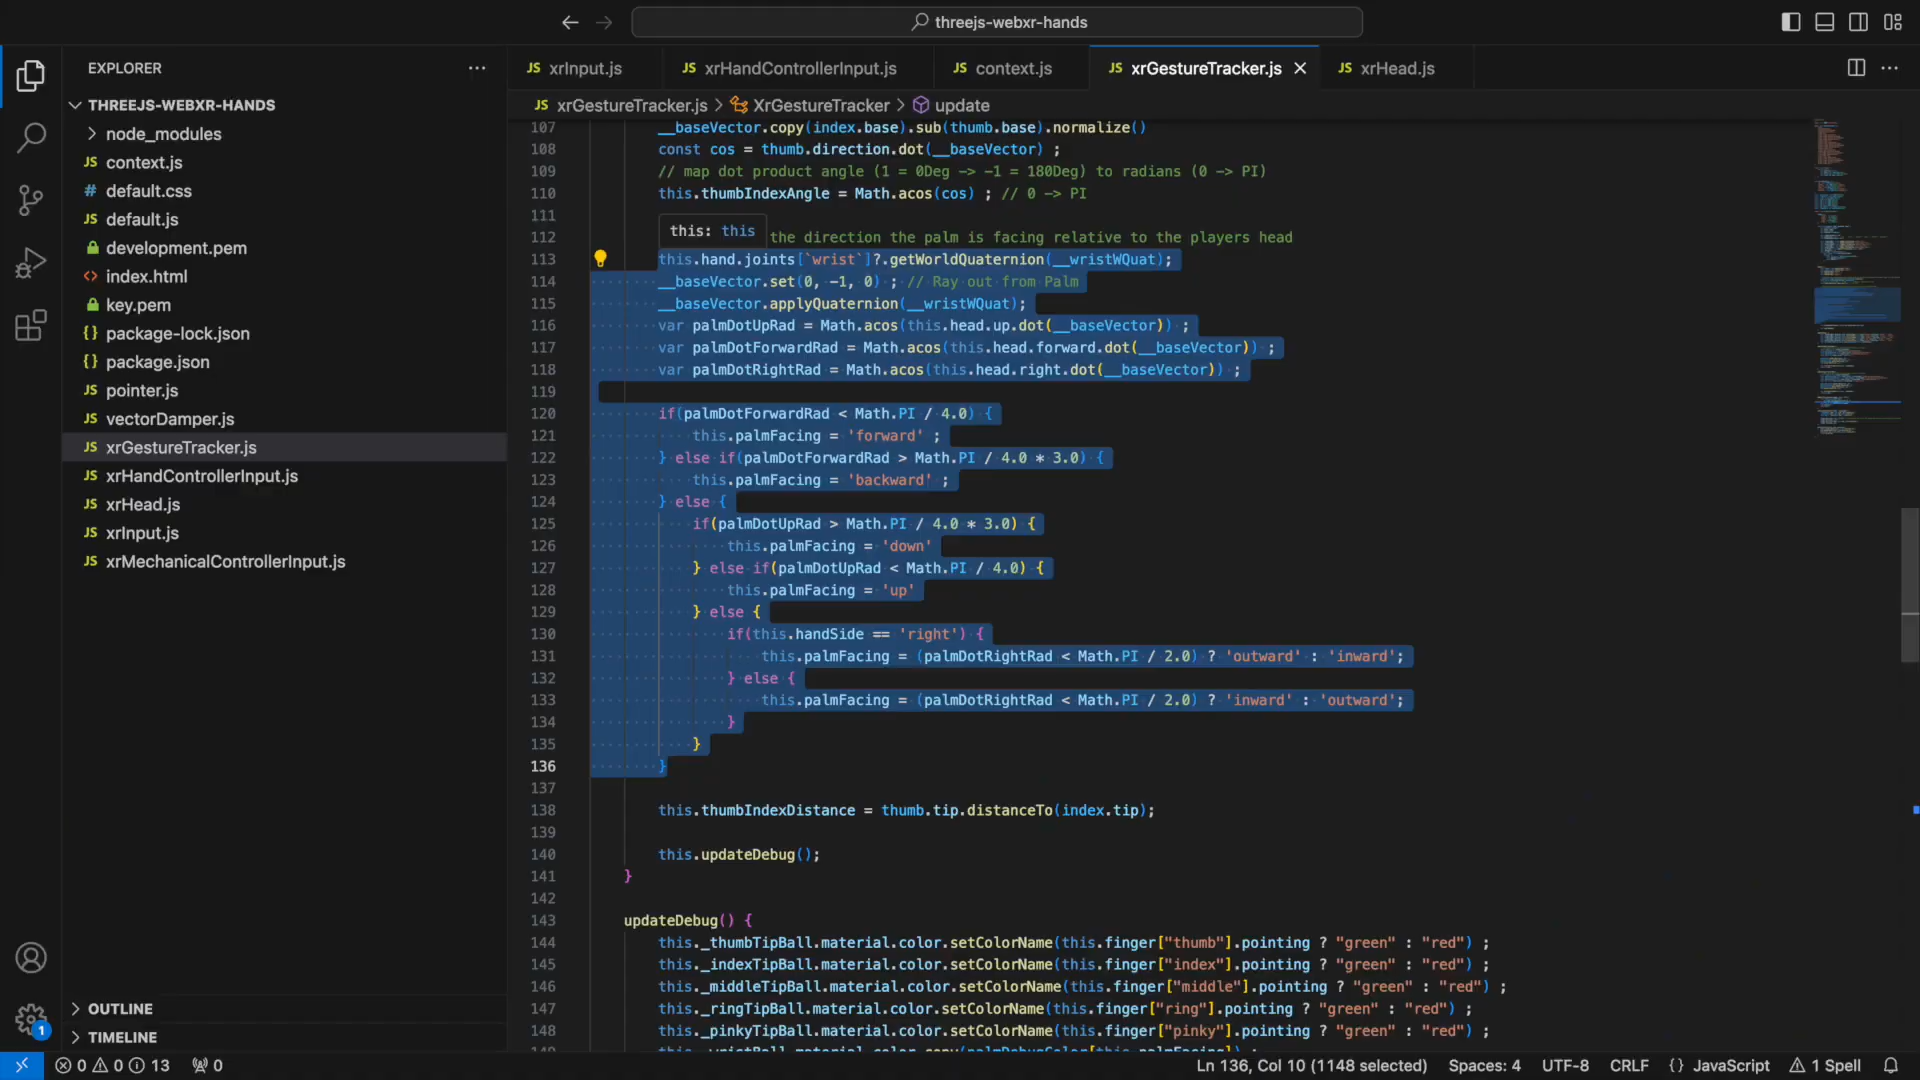 threejs-webxr-hands
EXPLORER
JS xrInput.js
JS xrHandControllerInput.js
JS context.js
JS xrGestureTracker.js
JS xrHead.js
JS xrGestureTracker.js > XrGestureTracker > update
THREEJS-WEBXR-HANDS
node_modules
JS context.js
# default.css
JS default.js
development.pem
<> index.html
key.pem
{} package-lock.json
{} package.json
JS pointer.js
JS vectorDamper.js
JS xrGestureTracker.js
JS xrHandControllerInput.js
JS xrHead.js
JS xrInput.js
JS xrMechanicalControllerInput.js
OUTLINE
TIMELINE
107 __baseVector.copy(index.base).sub(thumb.base).normalize()
108 const cos = thumb.direction.dot(__baseVector) ;
109 // map dot product angle (1 = 0Deg -> -1 = 180Deg) to radians (0 -> PI)
110 this.thumbIndexAngle = Math.acos(cos) ; // 0 -> PI
111
this: this
112 the direction the palm is facing relative to the players head
113 this.hand.joints[`wrist`]?.getWorldQuaternion(__wristWQuat);
114 __baseVector.set(0, -1, 0) ; // Ray out from Palm
115 __baseVector.applyQuaternion(__wristWQuat);
116 var palmDotUpRad = Math.acos(this.head.up.dot(__baseVector)) ;
117 var palmDotForwardRad = Math.acos(this.head.forward.dot(__baseVector)) ;
118 var palmDotRightRad = Math.acos(this.head.right.dot(__baseVector)) ;
119
120 if(palmDotForwardRad < Math.PI / 4.0) {
121 this.palmFacing = 'forward' ;
122 } else if(palmDotForwardRad > Math.PI / 4.0 * 3.0) {
123 this.palmFacing = 'backward' ;
124 } else {
125 if(palmDotUpRad > Math.PI / 4.0 * 3.0) {
126 this.palmFacing = 'down'
127 } else if(palmDotUpRad < Math.PI / 4.0) {
128 this.palmFacing = 'up'
129 } else {
130 if(this.handSide == 'right') {
131 this.palmFacing = (palmDotRightRad < Math.PI / 2.0) ? 'outward' : 'inward';
132 } else {
133 this.palmFacing = (palmDotRightRad < Math.PI / 2.0) ? 'inward' : 'outward';
134 }
135 }
136 }
137
138 this.thumbIndexDistance = thumb.tip.distanceTo(index.tip);
139
140 this.updateDebug();
141 }
142
143 updateDebug() {
144 this._thumbTipBall.material.color.setColorName(this.finger["thumb"].pointing ? "green" : "red") ;
145 this._indexTipBall.material.color.setColorName(this.finger["index"].pointing ? "green" : "red") ;
146 this._middleTipBall.material.color.setColorName(this.finger["middle"].pointing ? "green" : "red") ;
147 this._ringTipBall.material.color.setColorName(this.finger["ring"].pointing ? "green" : "red") ;
148 this._pinkyTipBall.material.color.setColorName(this.finger["pinky"].pointing ? "green" : "red") ;
1
0 0 13 0
Ln 136, Col 10 (1148 selected) Spaces: 4 UTF-8 CRLF {} JavaScript 1 Spell